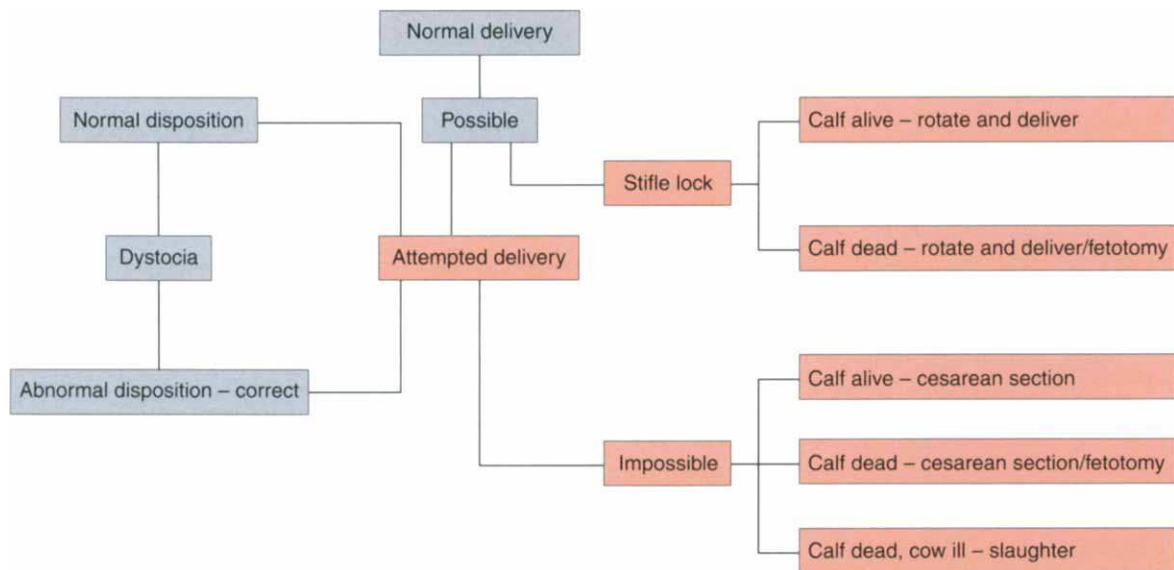 Normal delivery
Normal disposition
Possible
Calf alive – rotate and deliver
Stifle lock
Dystocia
Attempted delivery
Calf dead – rotate and deliver/fetotomy
Abnormal disposition – correct
Calf alive – cesarean section
Impossible
Calf dead – cesarean section/fetotomy
Calf dead, cow ill – slaughter